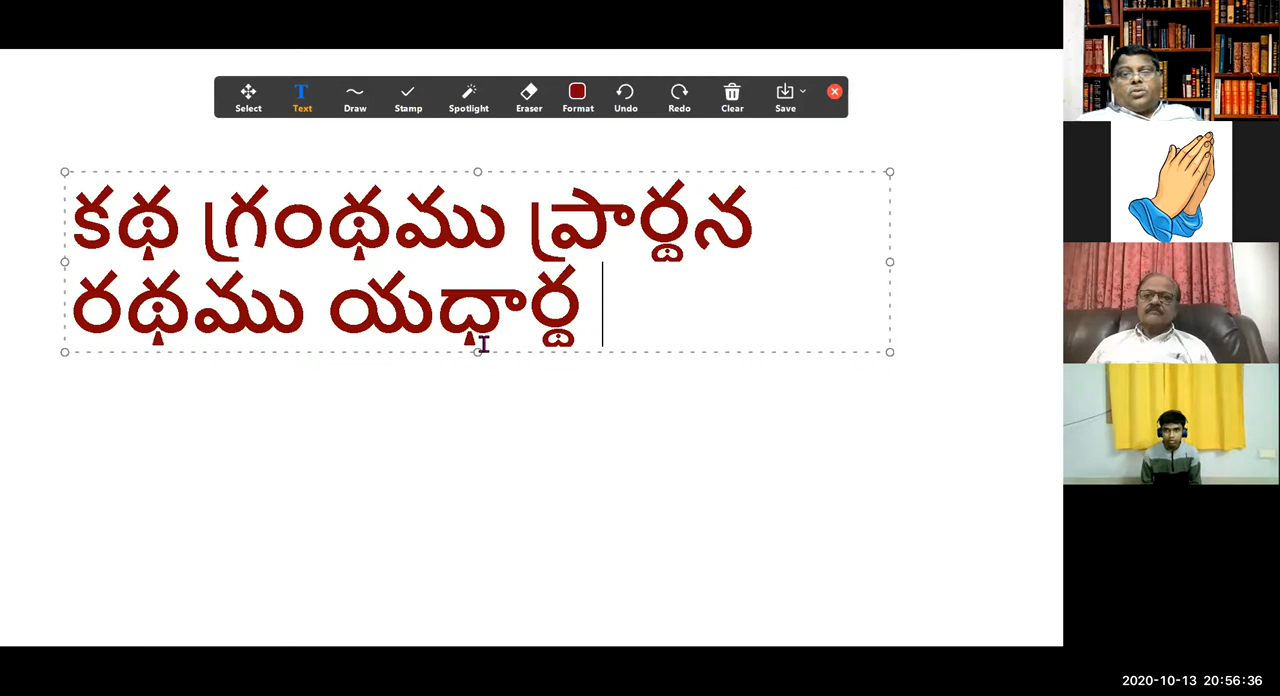 Select Text Draw Stamp Spotlight Eraser Format Undo Redo Clear Save
కథ గ్రంథము ప్రార్థన
రథము యధార్థ
2020-10-13 20:56:36